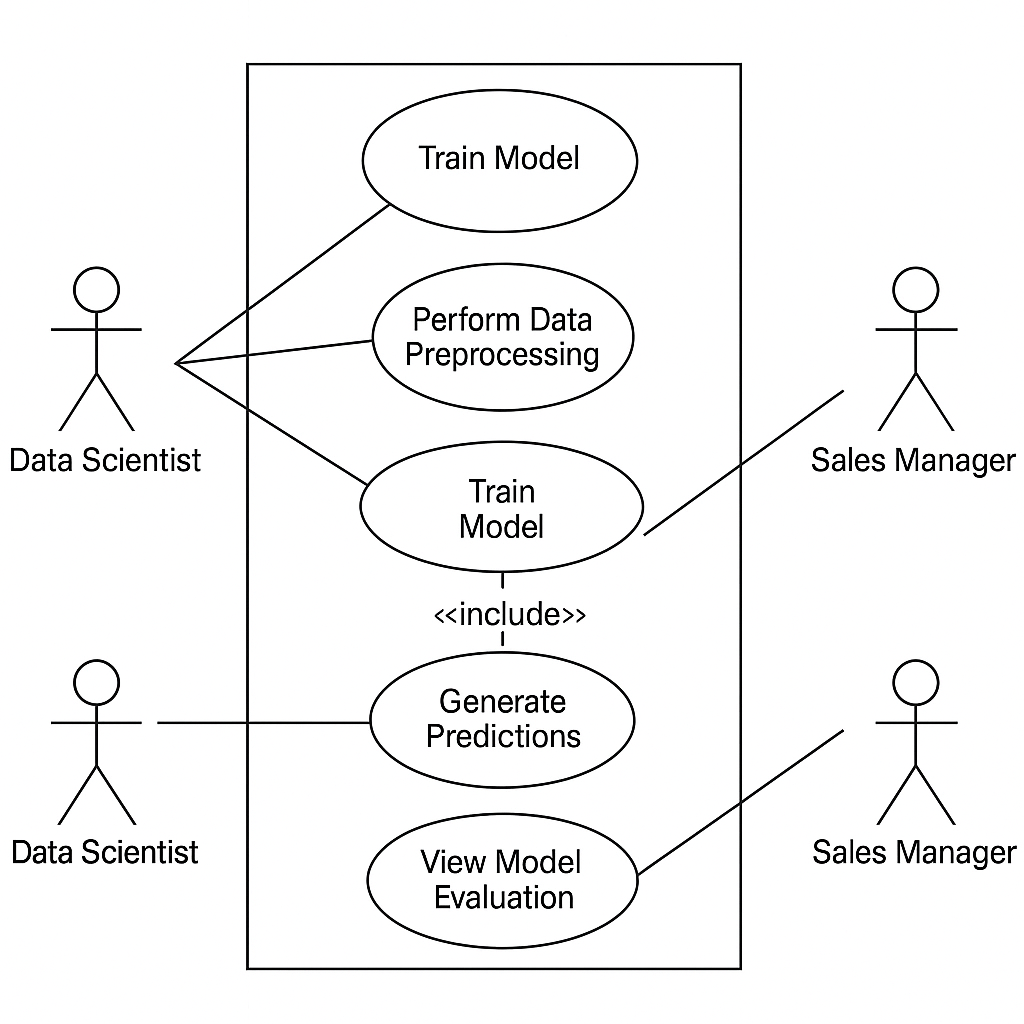 Train Model
Perform Data
Preprocessing
Data Scientist
Sales Manager
Train
Model
<<include>>
Generate
Predictions
Data Scientist
Sales Manager
View Model
Evaluation